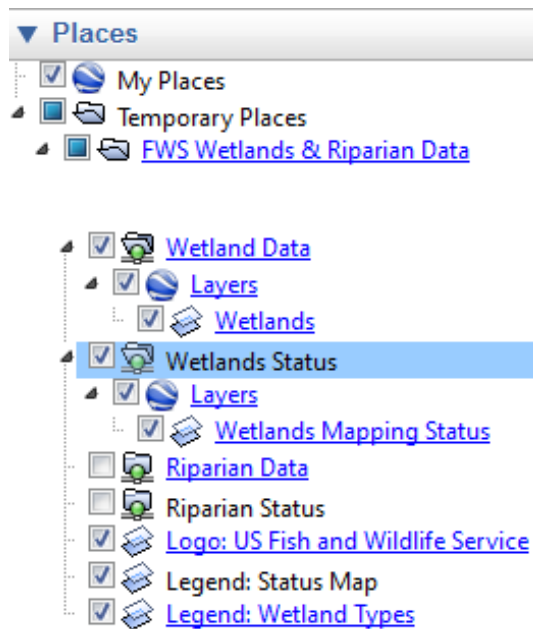 Places
My Places
Temporary Places
FWS Wetlands & Riparian Data
Wetland Data
Layers
Wetlands
Wetlands Status
Layers
Wetlands Mapping Status
Riparian Data
Riparian Status
Logo: US Fish and Wildlife Service
Legend: Status Map
Legend: Wetland Types